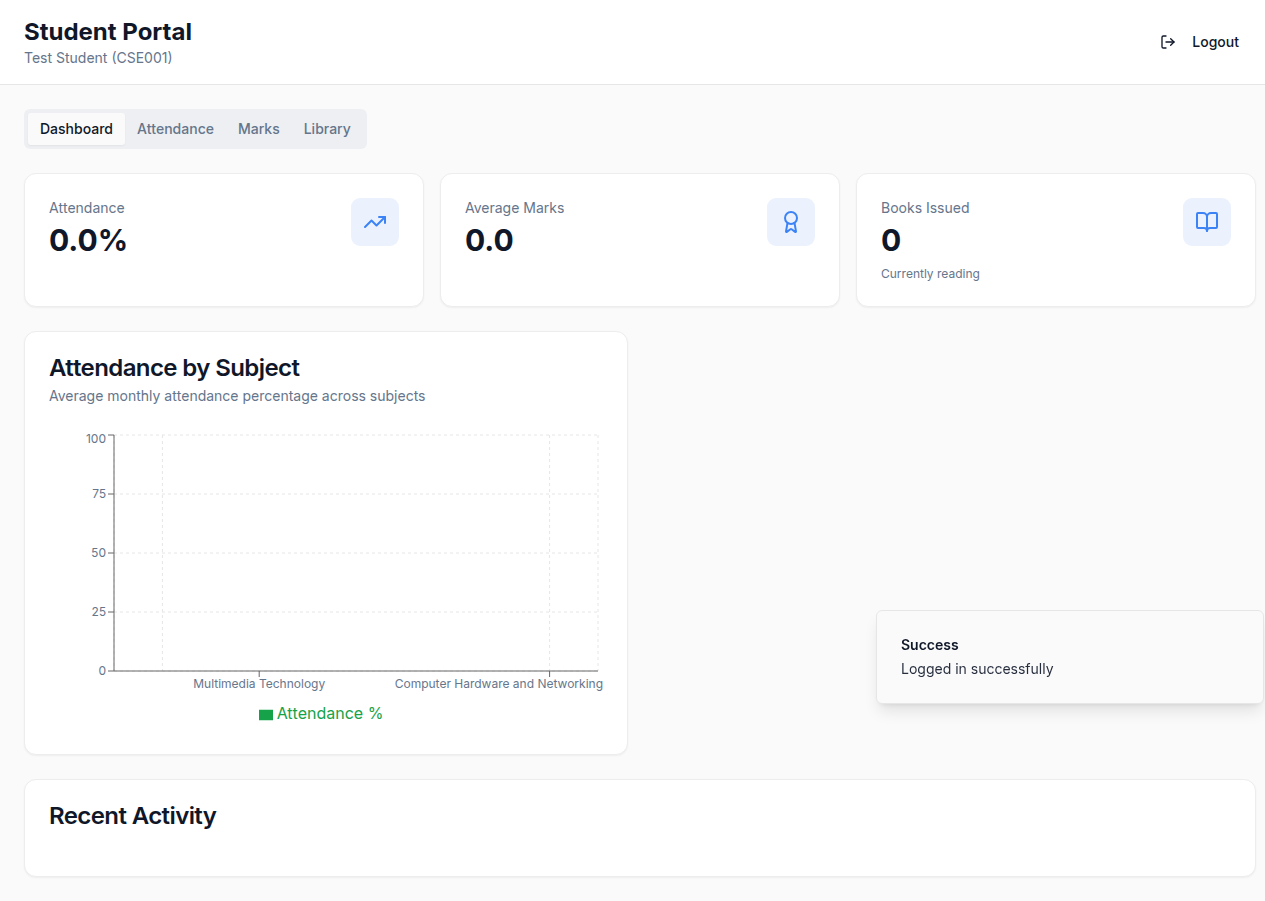 Student Portal
Test Student (CSE001)
Logout
Dashboard Attendance Marks Library
Attendance
0.0%
Average Marks
0.0
Books Issued
0
Currently reading
Attendance by Subject
Average monthly attendance percentage across subjects
100
75
50
25
0
Multimedia Technology Computer Hardware and Networking
Attendance %
Success
Logged in successfully
Recent Activity